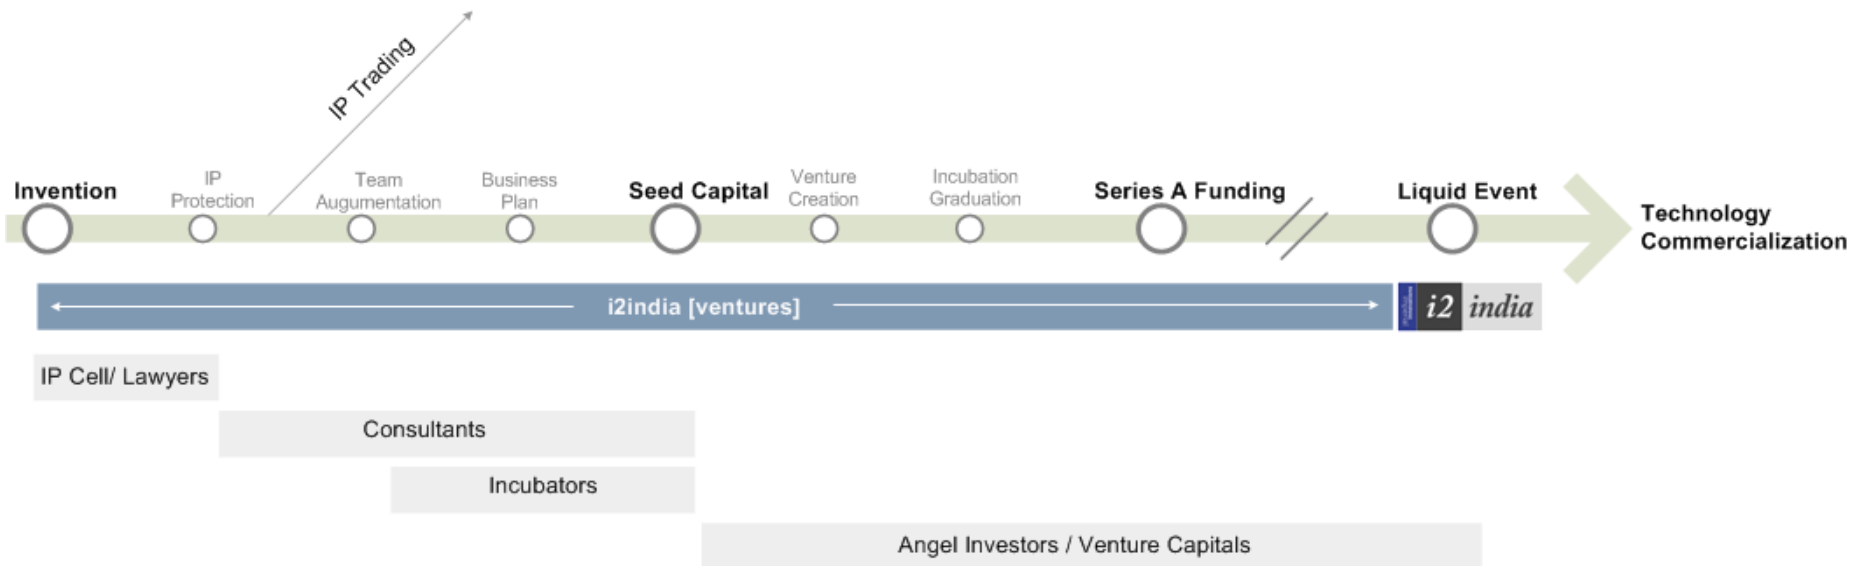 IP Trading
Invention
IP
Protection
Team
Augumentation
Business
Plan
Seed Capital
Venture
Creation
Incubation
Graduation
Series A Funding
Liquid Event
Technology
Commercialization
i2india [ventures]
i2 india
IP Cell/ Lawyers
Consultants
Incubators
Angel Investors / Venture Capitals